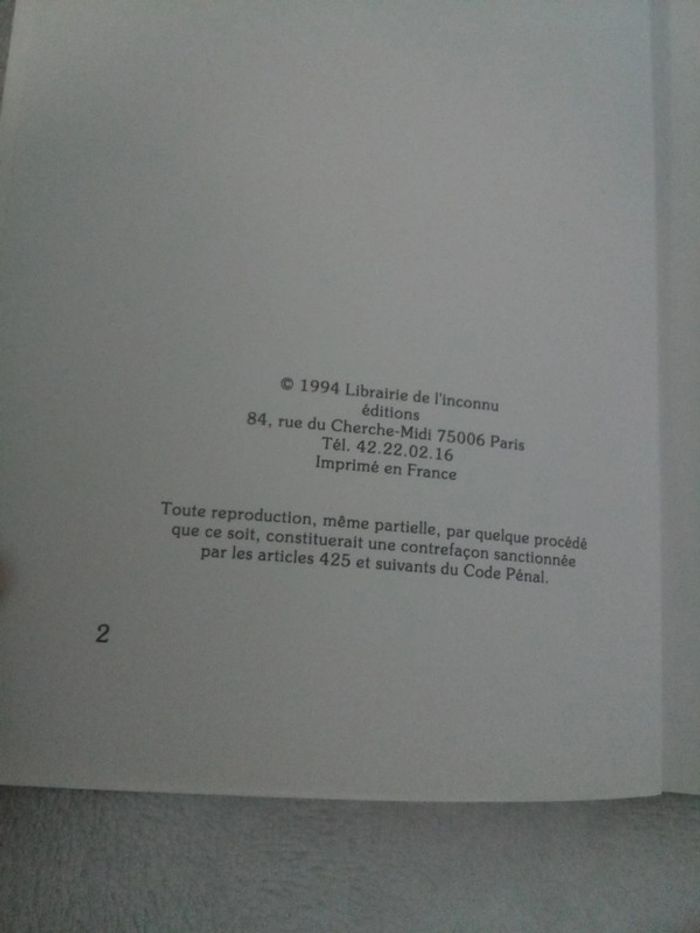 © 1994 Librairie de l'inconnu
éditions
84, rue du Cherche-Midi 75006 Paris
Tél. 42.22.02.16
Imprimé en France
Toute reproduction, même partielle, par quelque procédé
que ce soit, constituerait une contrefaçon sanctionnée
par les articles 425 et suivants du Code Pénal.
2